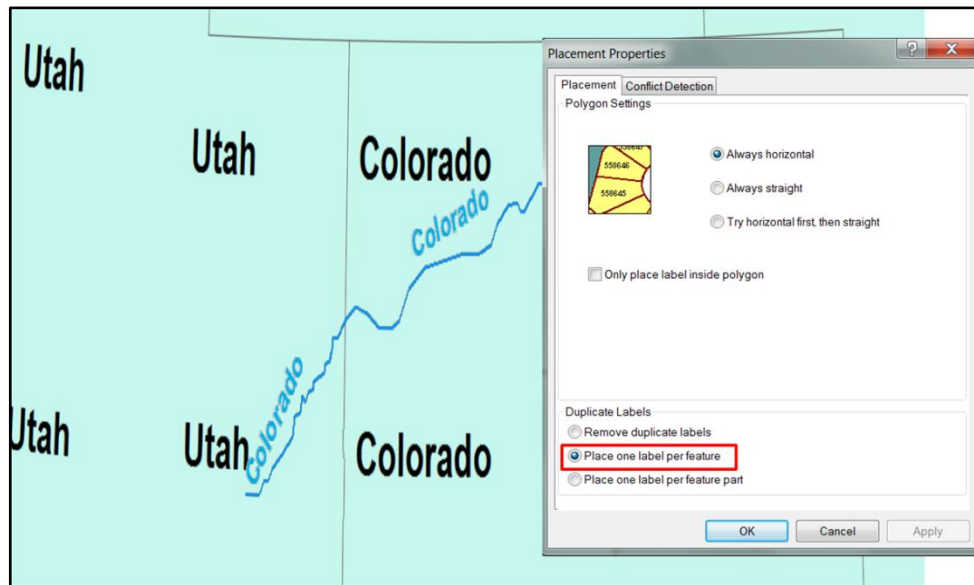 Utah
Utah
Colorado
Colorado
Colorado
Utah
Utah
Colorado
Placement Properties
?
X
Placement
Conflict Detection
Polygon Settings
558647
558646
558645
Always horizontal
Always straight
Try horizontal first, then straight
Only place label inside polygon
Duplicate Labels
Remove duplicate labels
Place one label per feature
Place one label per feature part
OK
Cancel
Apply